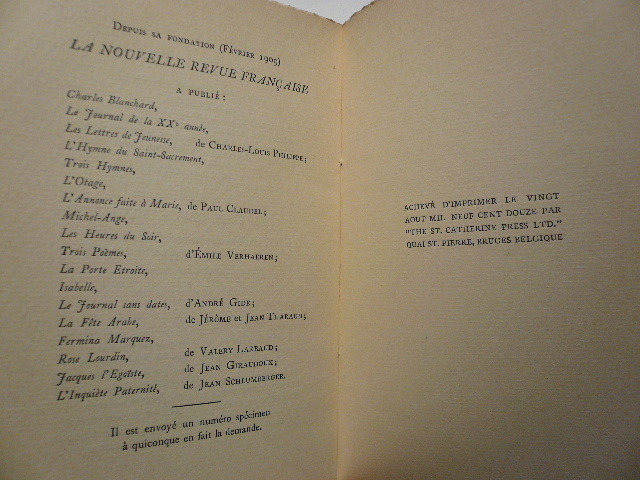 DEPUIS SA FONDATION (FÉVRIER 1909)
LA NOUVELLE REVUE FRANÇAISE
A PUBLIÉ :
Charles Blanchard,
Le Journal de la XXe année,
Les Lettres de Jeunesse, de CHARLES-LOUIS PHILIPPE ;
L'Hymne du Saint-Sacrement,
Trois Hymnes,
L'Otage,
L'Annonce faite à Marie, de PAUL CLAUDEL ;
Michel-Ange,
Les Heures du Soir,
Trois Poèmes, d'ÉMILE VERHAEREN ;
La Porte Etroite,
Isabelle,
Le Journal sans dates, d'ANDRÉ GIDE ;
La Fête Arabe, de JÉRÔME et JEAN THARAUD ;
Fermina Marquez, de VALERY LARBAUD ;
Rose Lourdin,
Jacques l'Egoïste, de JEAN GIRAUDOUX ;
L'Inquiète Paternité, de JEAN SCHLUMBERGER.
Il est envoyé un numéro spécimen
à quiconque en fait la demande.
ACHEVÉ D'IMPRIMER LE VINGT
AOUT MIL NEUF CENT DOUZE PAR
"THE ST. CATHERINE PRESS LTD."
QUAI ST. PIERRE, BRUGES BELGIQUE